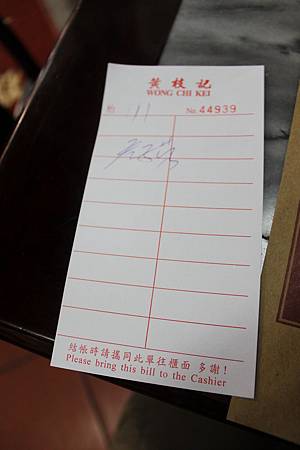 黃枝記
WONG CHI KEI
枱 11 No. 44939
結帳時請攜同此單往櫃面 多謝!
Please bring this bill to the Cashier